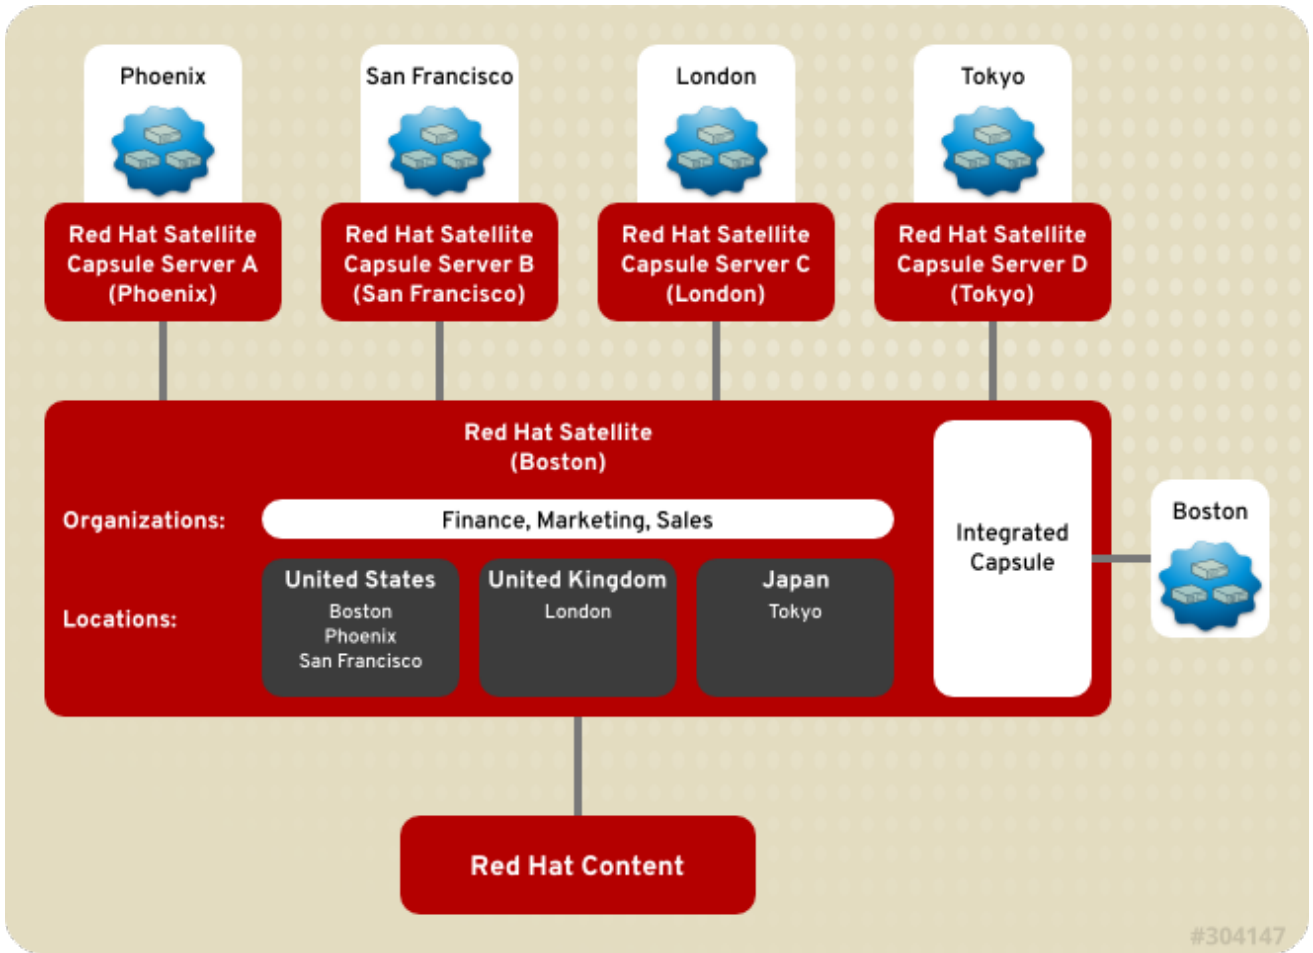 Phoenix
San Francisco
London
Tokyo
Red Hat Satellite
Capsule Server A
(Phoenix)
Red Hat Satellite
Capsule Server B
(San Francisco)
Red Hat Satellite
Capsule Server C
(London)
Red Hat Satellite
Capsule Server D
(Tokyo)
Red Hat Satellite
(Boston)
Organizations:
Finance, Marketing, Sales
Locations:
United States
Boston
Phoenix
San Francisco
United Kingdom
London
Japan
Tokyo
Integrated
Capsule
Boston
Red Hat Content
#304147